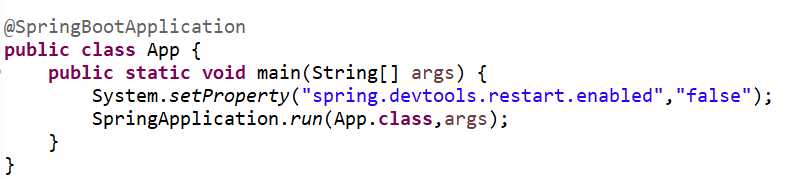 @SpringBootApplication
public class App {
    public static void main(String[] args) {
        System.setProperty("spring.devtools.restart.enabled","false");
        SpringApplication.run(App.class,args);
    }
}